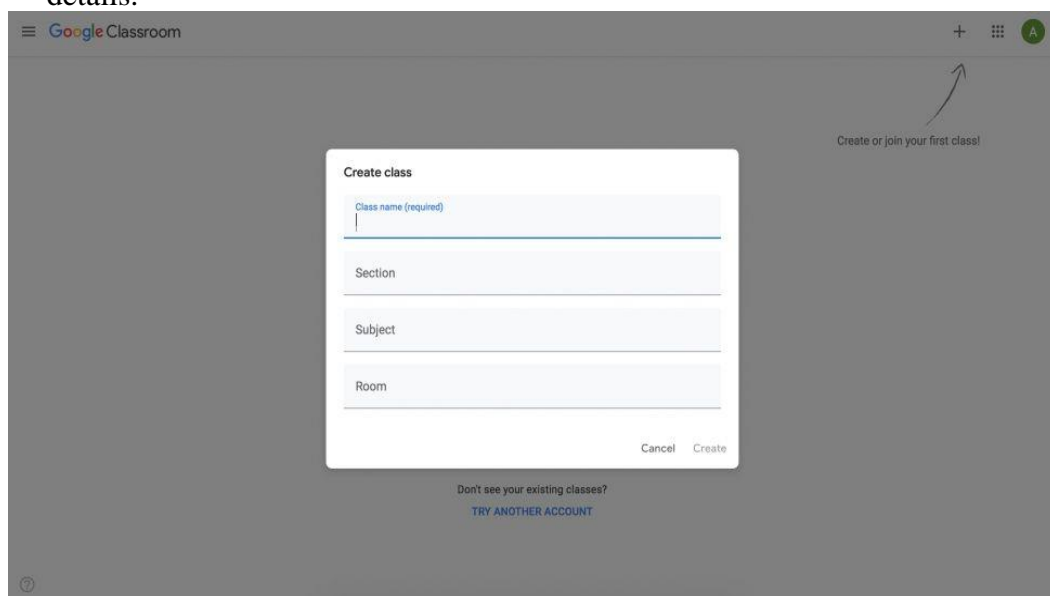 details.
Google Classroom
A
Create or join your first class!
Create class
Class name (required)
Section
Subject
Room
Cancel Create
Don't see your existing classes?
TRY ANOTHER ACCOUNT